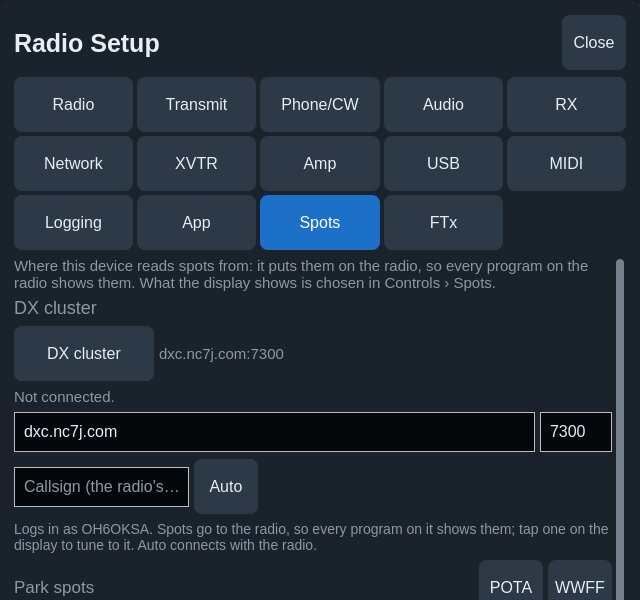 Radio Setup
Close
Radio
Transmit
Phone/CW
Audio
RX
Network
XVTR
Amp
USB
MIDI
Logging
App
Spots
FTx
Where this device reads spots from: it puts them on the radio, so every program on the
radio shows them. What the display shows is chosen in Controls › Spots.
DX cluster
DX cluster
dxc.nc7j.com:7300
Not connected.
dxc.nc7j.com
7300
Callsign (the radio's…
Auto
Logs in as OH6OKSA. Spots go to the radio, so every program on it shows them; tap one on the
display to tune to it. Auto connects with the radio.
Park spots
POTA
WWFF